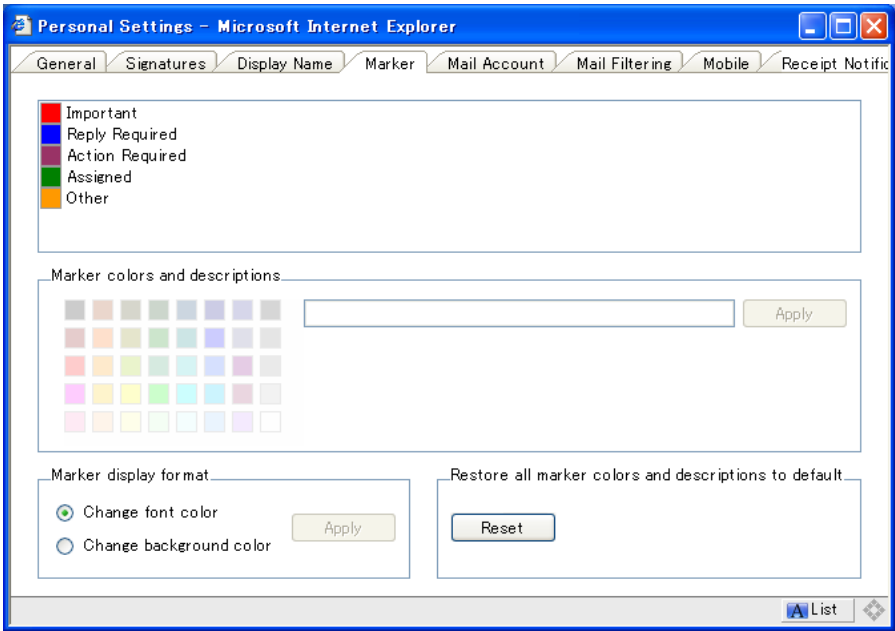 Personal Settings - Microsoft Internet Explorer
General Signatures Display Name Marker Mail Account Mail Filtering Mobile Receipt Notific
Important
Reply Required
Action Required
Assigned
Other
Marker colors and descriptions
Apply
Marker display format
Change font color
Change background color
Apply
Restore all marker colors and descriptions to default
Reset
A List